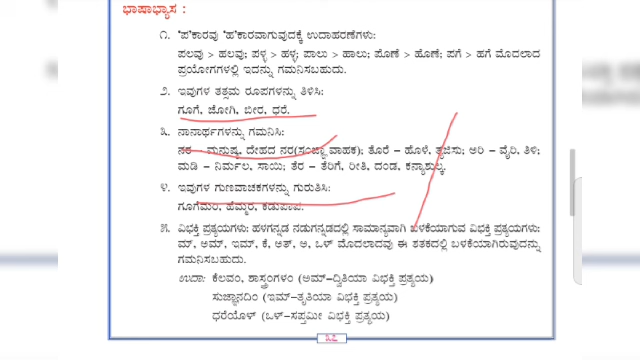 ಭಾಷಾಭ್ಯಾಸ :
೧. 'ಪ'ಕಾರವು 'ಹ'ಕಾರವಾಗುವುದಕ್ಕೆ ಉದಾಹರಣೆಗಳು:
ಪಲವು > ಹಲವು; ಪಳ್ಳ > ಹಳ್ಳ; ಪಾಲು > ಹಾಲು; ಪೊಣೆ > ಹೊಣೆ; ಪಗೆ > ಹಗೆ ಮೊದಲಾದ
ಪ್ರಯೋಗಗಳಲ್ಲಿ ಇದನ್ನು ಗಮನಿಸಬಹುದು.
೨. ಇವುಗಳ ತತ್ಸಮ ರೂಪಗಳನ್ನು ತಿಳಿಸಿ:
ಗೂಗೆ, ಜೋಗಿ, ಬೀರ, ಧರೆ.
೩. ನಾನಾರ್ಥಗಳನ್ನು ಗಮನಿಸಿ:
ನರ – ಮನುಷ್ಯ, ದೇಹದ ನರ(ಸಂಜ್ಞಾವಾಹಕ); ತೊರೆ – ಹೊಳೆ, ತ್ಯಜಿಸು; ಅರಿ – ವೈರಿ, ತಿಳಿ;
ಮಡಿ – ನಿರ್ಮಲ, ಸಾಯಿ; ತೆರ – ತೆರಿಗೆ, ರೀತಿ, ದಂಡ, ಕನ್ಯಾಶುಲ್ಕ.
೪. ಇವುಗಳ ಗುಣವಾಚಕಗಳನ್ನು ಗುರುತಿಸಿ:
ಗೂಗೆಮರಿ, ಹೆಮ್ಮರ, ಕಡುಪಾಪ.
೫. ವಿಭಕ್ತಿ ಪ್ರತ್ಯಯಗಳು: ಹಳಗನ್ನಡ ನಡುಗನ್ನಡದಲ್ಲಿ ಸಾಮಾನ್ಯವಾಗಿ ಬಳಕೆಯಾಗುವ ವಿಭಕ್ತಿ ಪ್ರತ್ಯಯಗಳು:
ಮ್, ಅಮ್, ಇಮ್, ಕೆ, ಅತ್, ಅ, ಒಳ್ ಮೊದಲಾದವು ಈ ಶತಕದಲ್ಲಿ ಬಳಕೆಯಾಗಿರುವುದನ್ನು
ಗಮನಿಸಬಹುದು.
ಉದಾ: ಕೆಲವಂ, ಶಾಸ್ತ್ರಂಗಳಂ (ಅಮ್–ದ್ವಿತಿಯಾ ವಿಭಕ್ತಿ ಪ್ರತ್ಯಯ)
ಸುಜ್ಞಾನದಿಂ (ಇಮ್–ತೃತಿಯಾ ವಿಭಕ್ತಿ ಪ್ರತ್ಯಯ)
ಧರೆಯೊಳ್ (ಒಳ್–ಸಪ್ತಮೀ ವಿಭಕ್ತಿ ಪ್ರತ್ಯಯ)